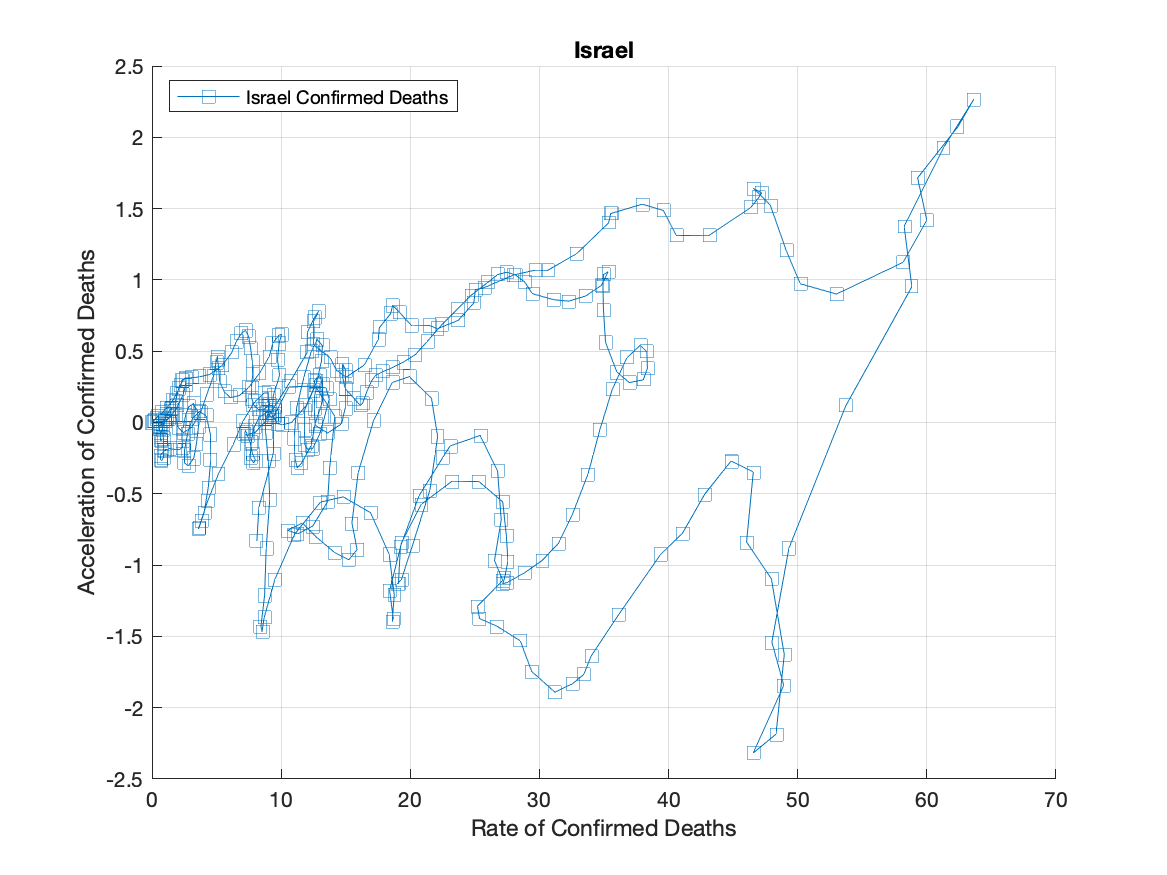 Israel
2.5
Israel Confirmed Deaths
2
1.5
1
0.5
0
-0.5
-1
-1.5
-2
-2.5
Acceleration of Confirmed Deaths
0 10 20 30 40 50 60 70
Rate of Confirmed Deaths